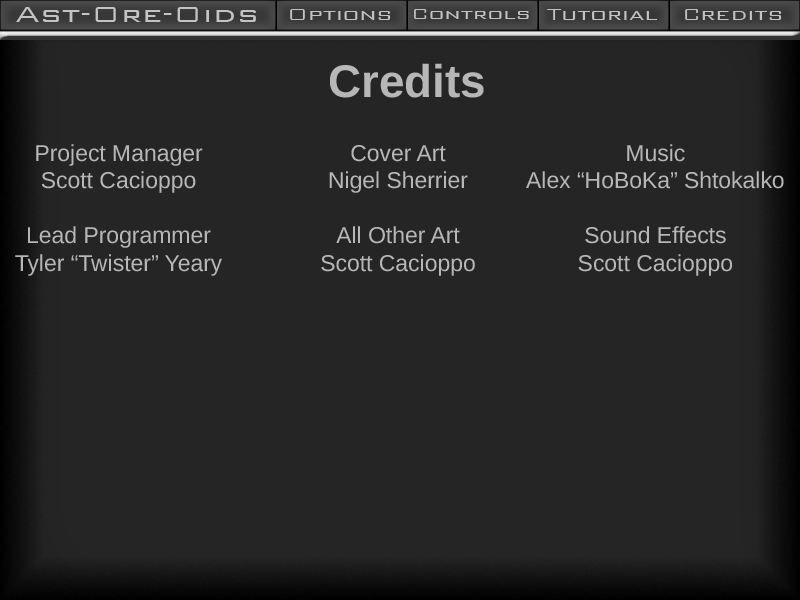 Ast-Ore-Oids
Options
Controls
Tutorial
Credits
Credits
Project Manager
Scott Cacioppo
Cover Art
Nigel Sherrier
Music
Alex “HoBoKa” Shtokalko
Lead Programmer
Tyler “Twister” Yeary
All Other Art
Scott Cacioppo
Sound Effects
Scott Cacioppo